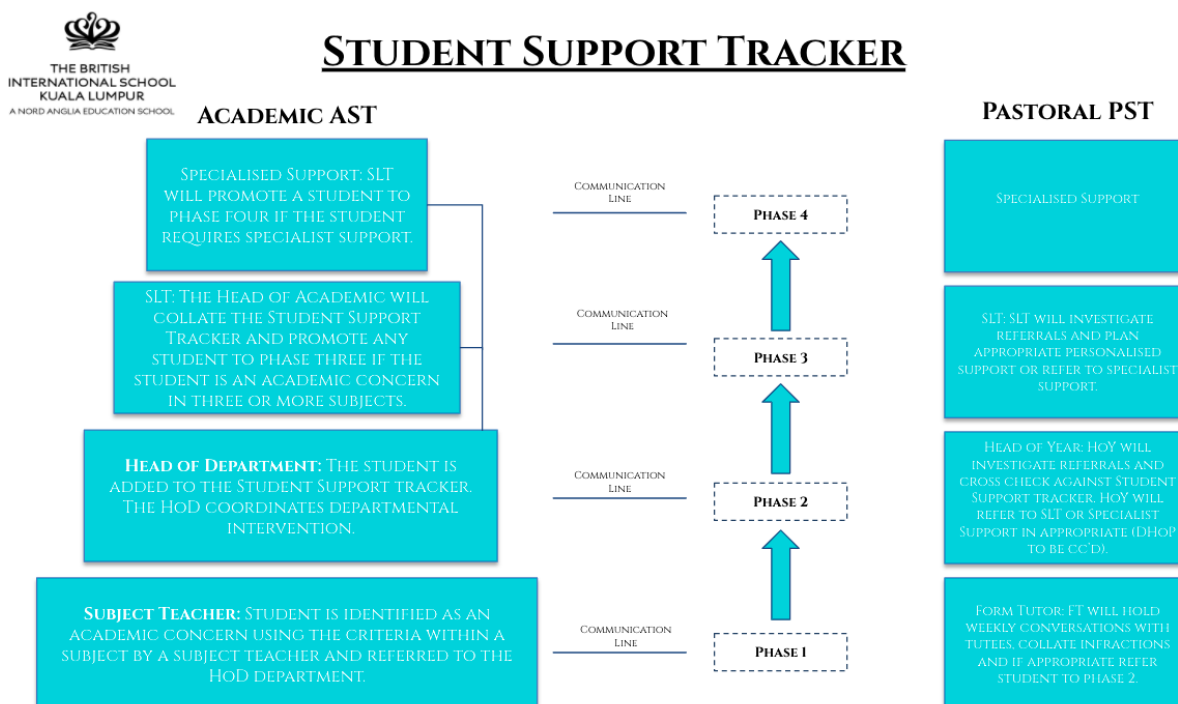 STUDENT SUPPORT TRACKER
THE BRITISH
INTERNATIONAL SCHOOL
KUALA LUMPUR
A NORD ANGLIA EDUCATION SCHOOL
ACADEMIC AST
PASTORAL PST
SPECIALISED SUPPORT: SLT
WILL PROMOTE A STUDENT TO
PHASE FOUR IF THE STUDENT
REQUIRES SPECIALIST SUPPORT.
COMMUNICATION
LINE
PHASE 4
SPECIALISED SUPPORT
SLT: THE HEAD OF ACADEMIC WILL
COLLATE THE STUDENT SUPPORT
TRACKER AND PROMOTE ANY
STUDENT TO PHASE THREE IF THE
STUDENT IS AN ACADEMIC CONCERN
IN THREE OR MORE SUBJECTS.
COMMUNICATION
LINE
PHASE 3
SLT: SLT WILL INVESTIGATE
REFERRALS AND PLAN
APPROPRIATE PERSONALISED
SUPPORT OR REFER TO SPECIALIST
SUPPORT.
HEAD OF DEPARTMENT: THE STUDENT IS
ADDED TO THE STUDENT SUPPORT TRACKER.
THE HOD COORDINATES DEPARTMENTAL
INTERVENTION.
COMMUNICATION
LINE
PHASE 2
HEAD OF YEAR: HOY WILL
INVESTIGATE REFERRALS AND
CROSS CHECK AGAINST STUDENT
SUPPORT TRACKER. HOY WILL
REFER TO SLT OR SPECIALIST
SUPPORT IN APPROPRIATE (DHOP
TO BE CC'D).
SUBJECT TEACHER: STUDENT IS IDENTIFIED AS AN
ACADEMIC CONCERN USING THE CRITERIA WITHIN A
SUBJECT BY A SUBJECT TEACHER AND REFERRED TO THE
HOD DEPARTMENT.
COMMUNICATION
LINE
PHASE 1
FORM TUTOR: FT WILL HOLD
WEEKLY CONVERSATIONS WITH
TUTEES, COLLATE INFRACTIONS
AND IF APPROPRIATE REFER
STUDENT TO PHASE 2.